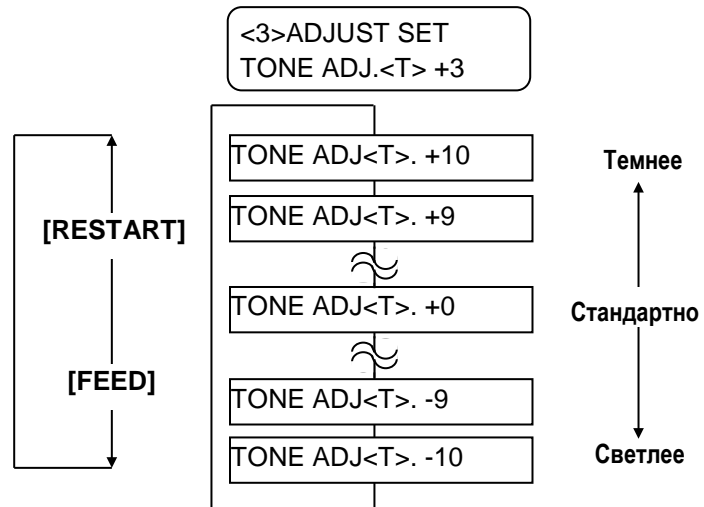 <3>ADJUST SET
TONE ADJ.<T> +3
TONE ADJ<T>. +10
Темнее
[RESTART]
TONE ADJ<T>. +9
TONE ADJ<T>. +0
Стандартно
[FEED]
TONE ADJ<T>. -9
TONE ADJ<T>. -10
Светлее